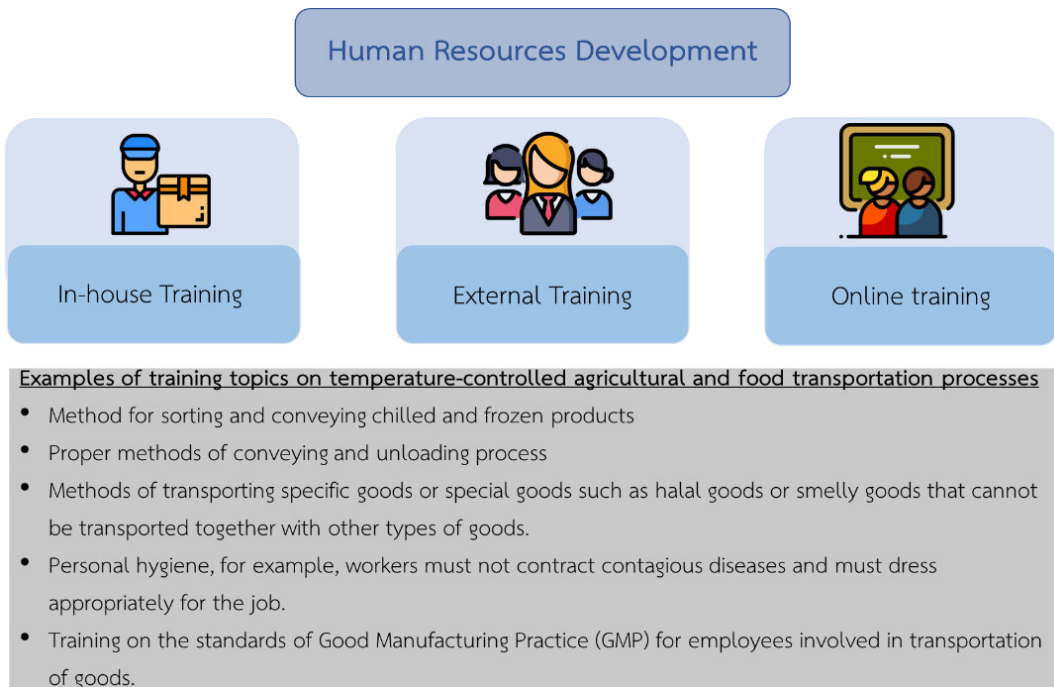 Human Resources Development
In-house Training
External Training
Online training
Examples of training topics on temperature-controlled agricultural and food transportation processes
• Method for sorting and conveying chilled and frozen products
• Proper methods of conveying and unloading process
• Methods of transporting specific goods or special goods such as halal goods or smelly goods that cannot
be transported together with other types of goods.
• Personal hygiene, for example, workers must not contract contagious diseases and must dress
appropriately for the job.
• Training on the standards of Good Manufacturing Practice (GMP) for employees involved in transportation
of goods.